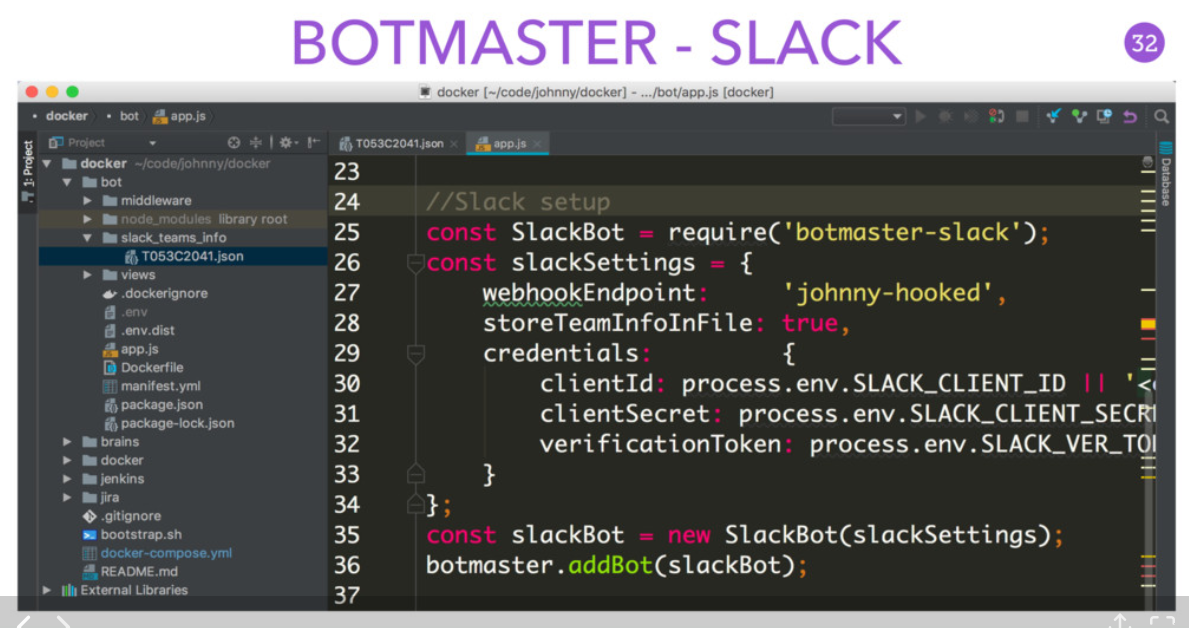 BOTMASTER - SLACK
32
docker [~/code/johnny/docker] - .../bot/app.js [docker]
docker bot app.js
1: Project
Project
T053C2041.json app.js
Database
docker ~/code/johnny/docker
bot
middleware
node_modules library root
slack_teams_info
T053C2041.json
views
.dockerignore
.env
.env.dist
app.js
Dockerfile
manifest.yml
package.json
package-lock.json
brains
docker
jenkins
jira
.gitignore
bootstrap.sh
docker-compose.yml
README.md
External Libraries
23
24 //Slack setup
25 const SlackBot = require('botmaster-slack');
26 const slackSettings = {
27 webhookEndpoint: 'johnny-hooked',
28 storeTeamInfoInFile: true,
29 credentials: {
30 clientId: process.env.SLACK_CLIENT_ID || '<
31 clientSecret: process.env.SLACK_CLIENT_SECR
32 verificationToken: process.env.SLACK_VER_TO
33 }
34 };
35 const slackBot = new SlackBot(slackSettings);
36 botmaster.addBot(slackBot);
37